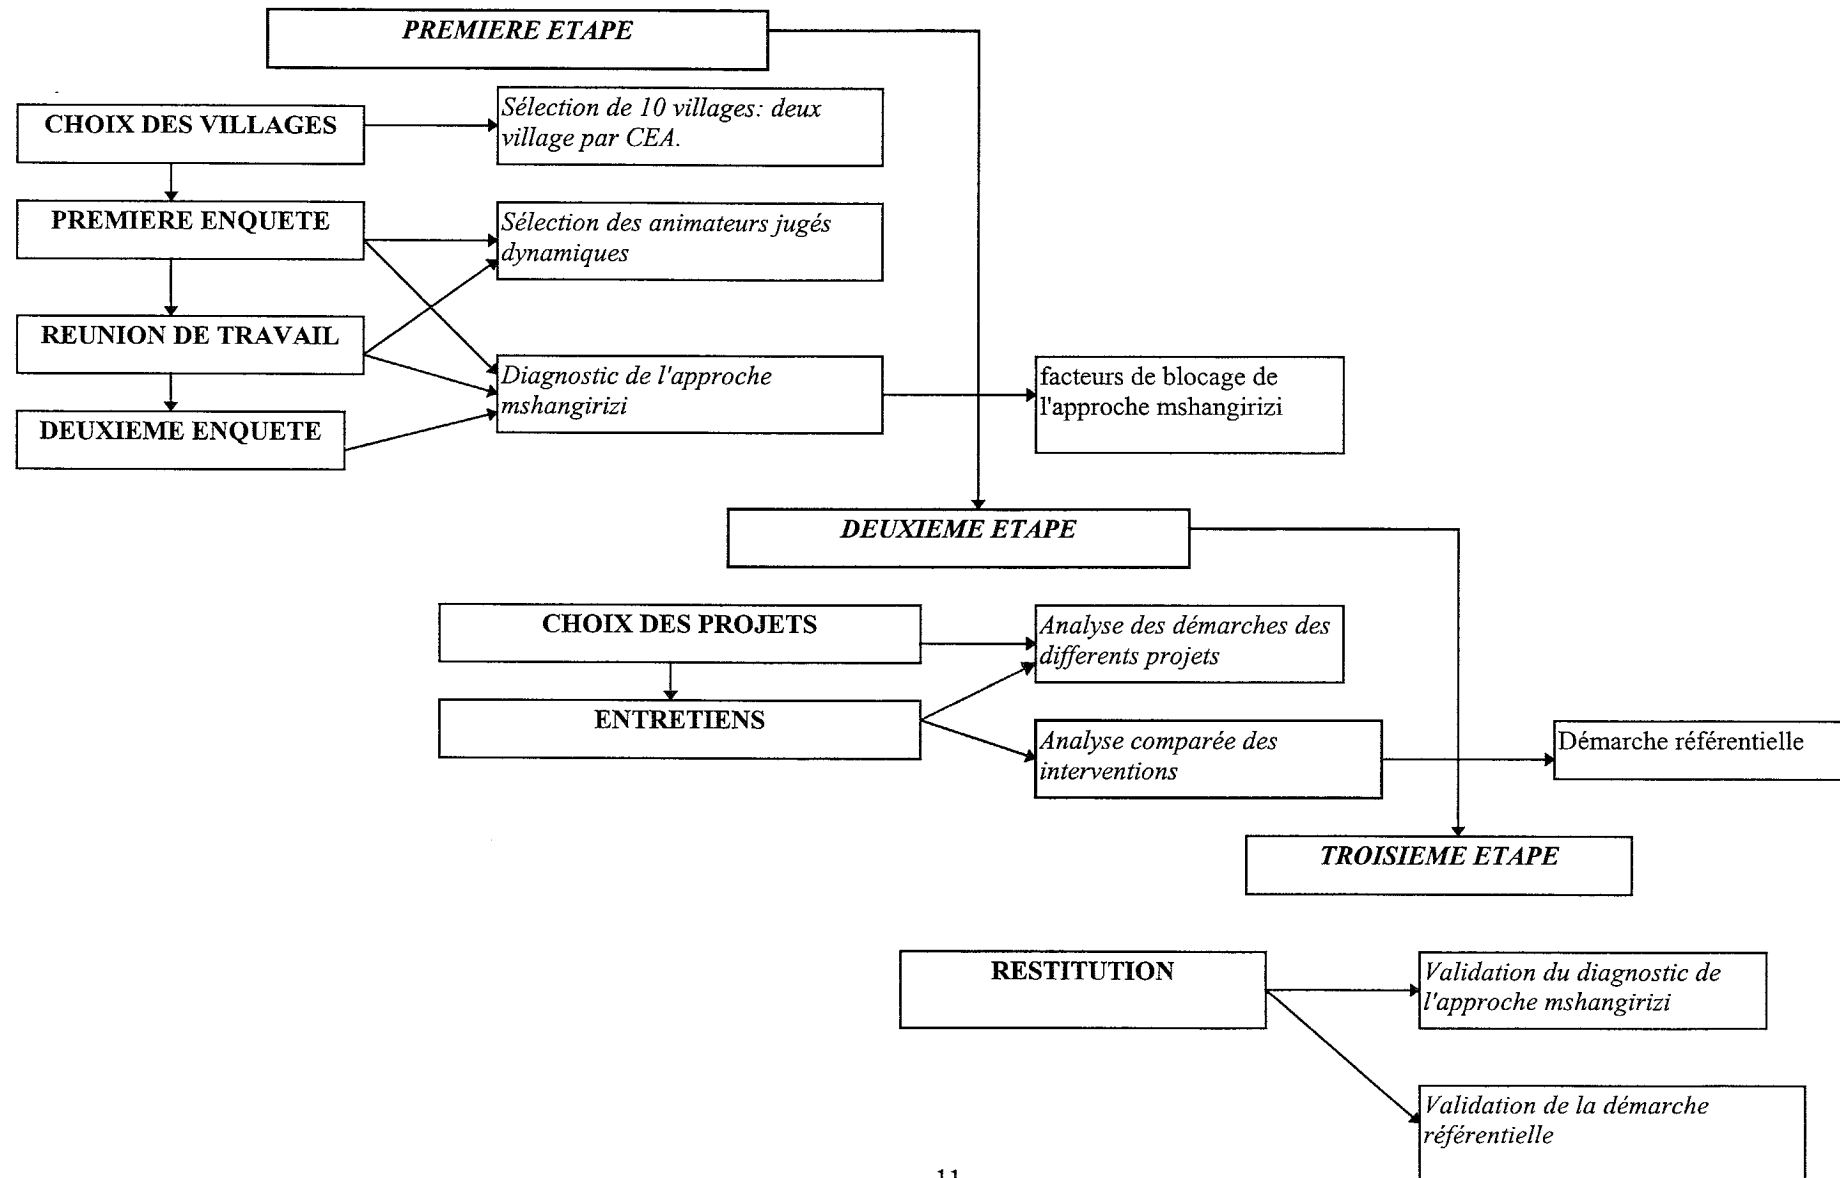 PREMIERE ETAPE
CHOIX DES VILLAGES
Sélection de 10 villages: deux
village par CEA.
PREMIERE ENQUETE
Sélection des animateurs jugés
dynamiques
REUNION DE TRAVAIL
Diagnostic de l'approche
mshangirizi
facteurs de blocage de
l'approche mshangirizi
DEUXIEME ENQUETE
DEUXIEME ETAPE
CHOIX DES PROJETS
Analyse des démarches des
differents projets
ENTRETIENS
Analyse comparée des
interventions
Démarche référentielle
TROISIEME ETAPE
RESTITUTION
Validation du diagnostic de
l'approche mshangirizi
Validation de la démarche
référentielle
11